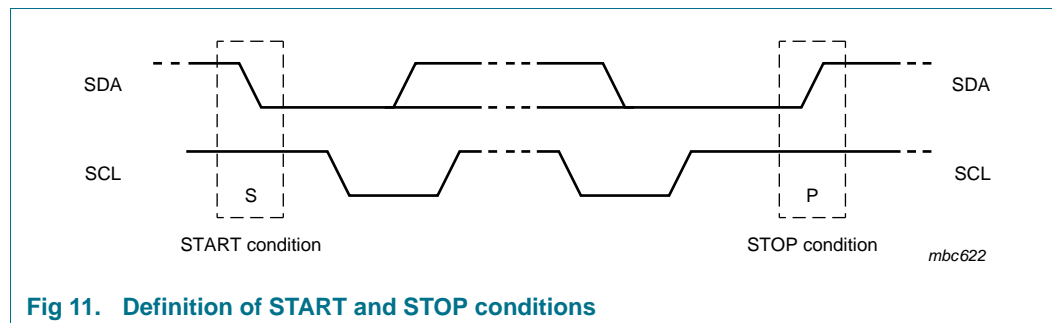 SDA SDA
SCL SCL
S P
START condition STOP condition
mbc622
Fig 11. Definition of START and STOP conditions